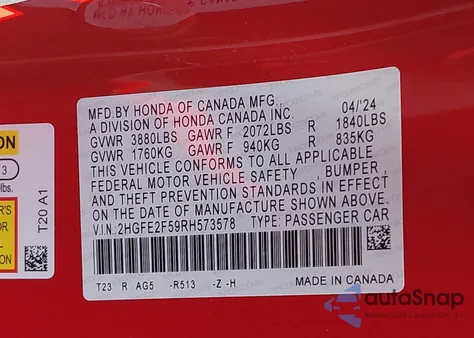 MFD.BY HONDA OF CANADA MFG., 04/'24
A DIVISION OF HONDA CANADA INC.
GVWR 3880LBS GAWR F 2072LBS R 1840LBS
GVWR 1760KG GAWR F 940KG R 835KG
THIS VEHICLE CONFORMS TO ALL APPLICABLE
FEDERAL MOTOR VEHICLE SAFETY , BUMPER ,
AND THEFT PREVENTION STANDARDS IN EFFECT
ON THE DATE OF MANUFACTURE SHOWN ABOVE.
V.I.N: 2HGFE2F59RH573578 TYPE: PASSENGER CAR
T23 R AG5 -R513 -Z -H MADE IN CANADA
ON
3
lbs.
T20 A1
autoSnap